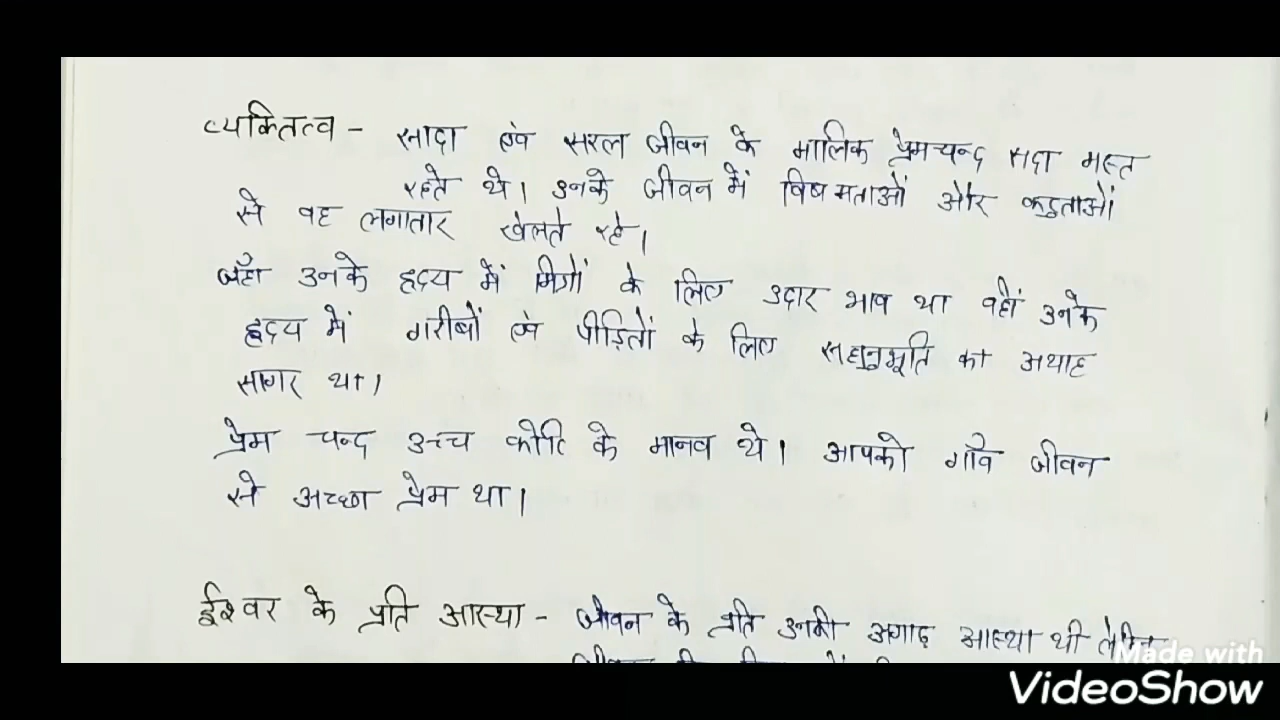 व्यक्तित्व - सादा एवं सरल जीवन के मालिक प्रेमचन्द सदा मस्त
रहते थे। उनके जीवन में विषमताओं और कटुताओं
से वह लगातार खेलते रहे।
जहाँ उनके हृदय में मित्रों के लिए उदार भाव था वहाँ उनके
हृदय में गरीबों एवं पीड़ितों के लिए सहानुभूति का अथाह
सागर था।
प्रेम चन्द उच्च कोटि के मानव थे। आपको गाँव जीवन
से अच्छा प्रेम था।
ईश्वर के प्रति आस्था - जीवन के प्रति उनकी अगाढ़ आस्था थी लेकिन
Made with
VideoShow